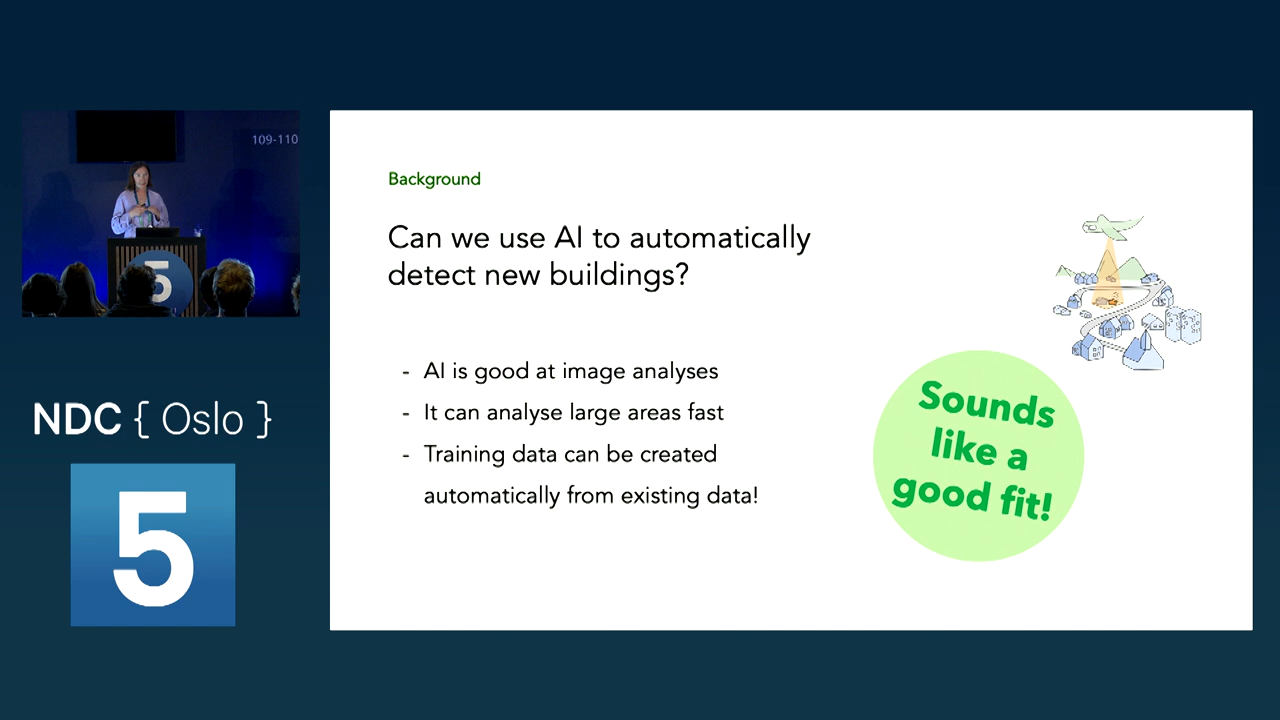 109-110
5
NDC { Oslo }
5
Background
Can we use AI to automatically
detect new buildings?
- AI is good at image analyses
- It can analyse large areas fast
- Training data can be created
automatically from existing data!
Sounds
like a
good fit!